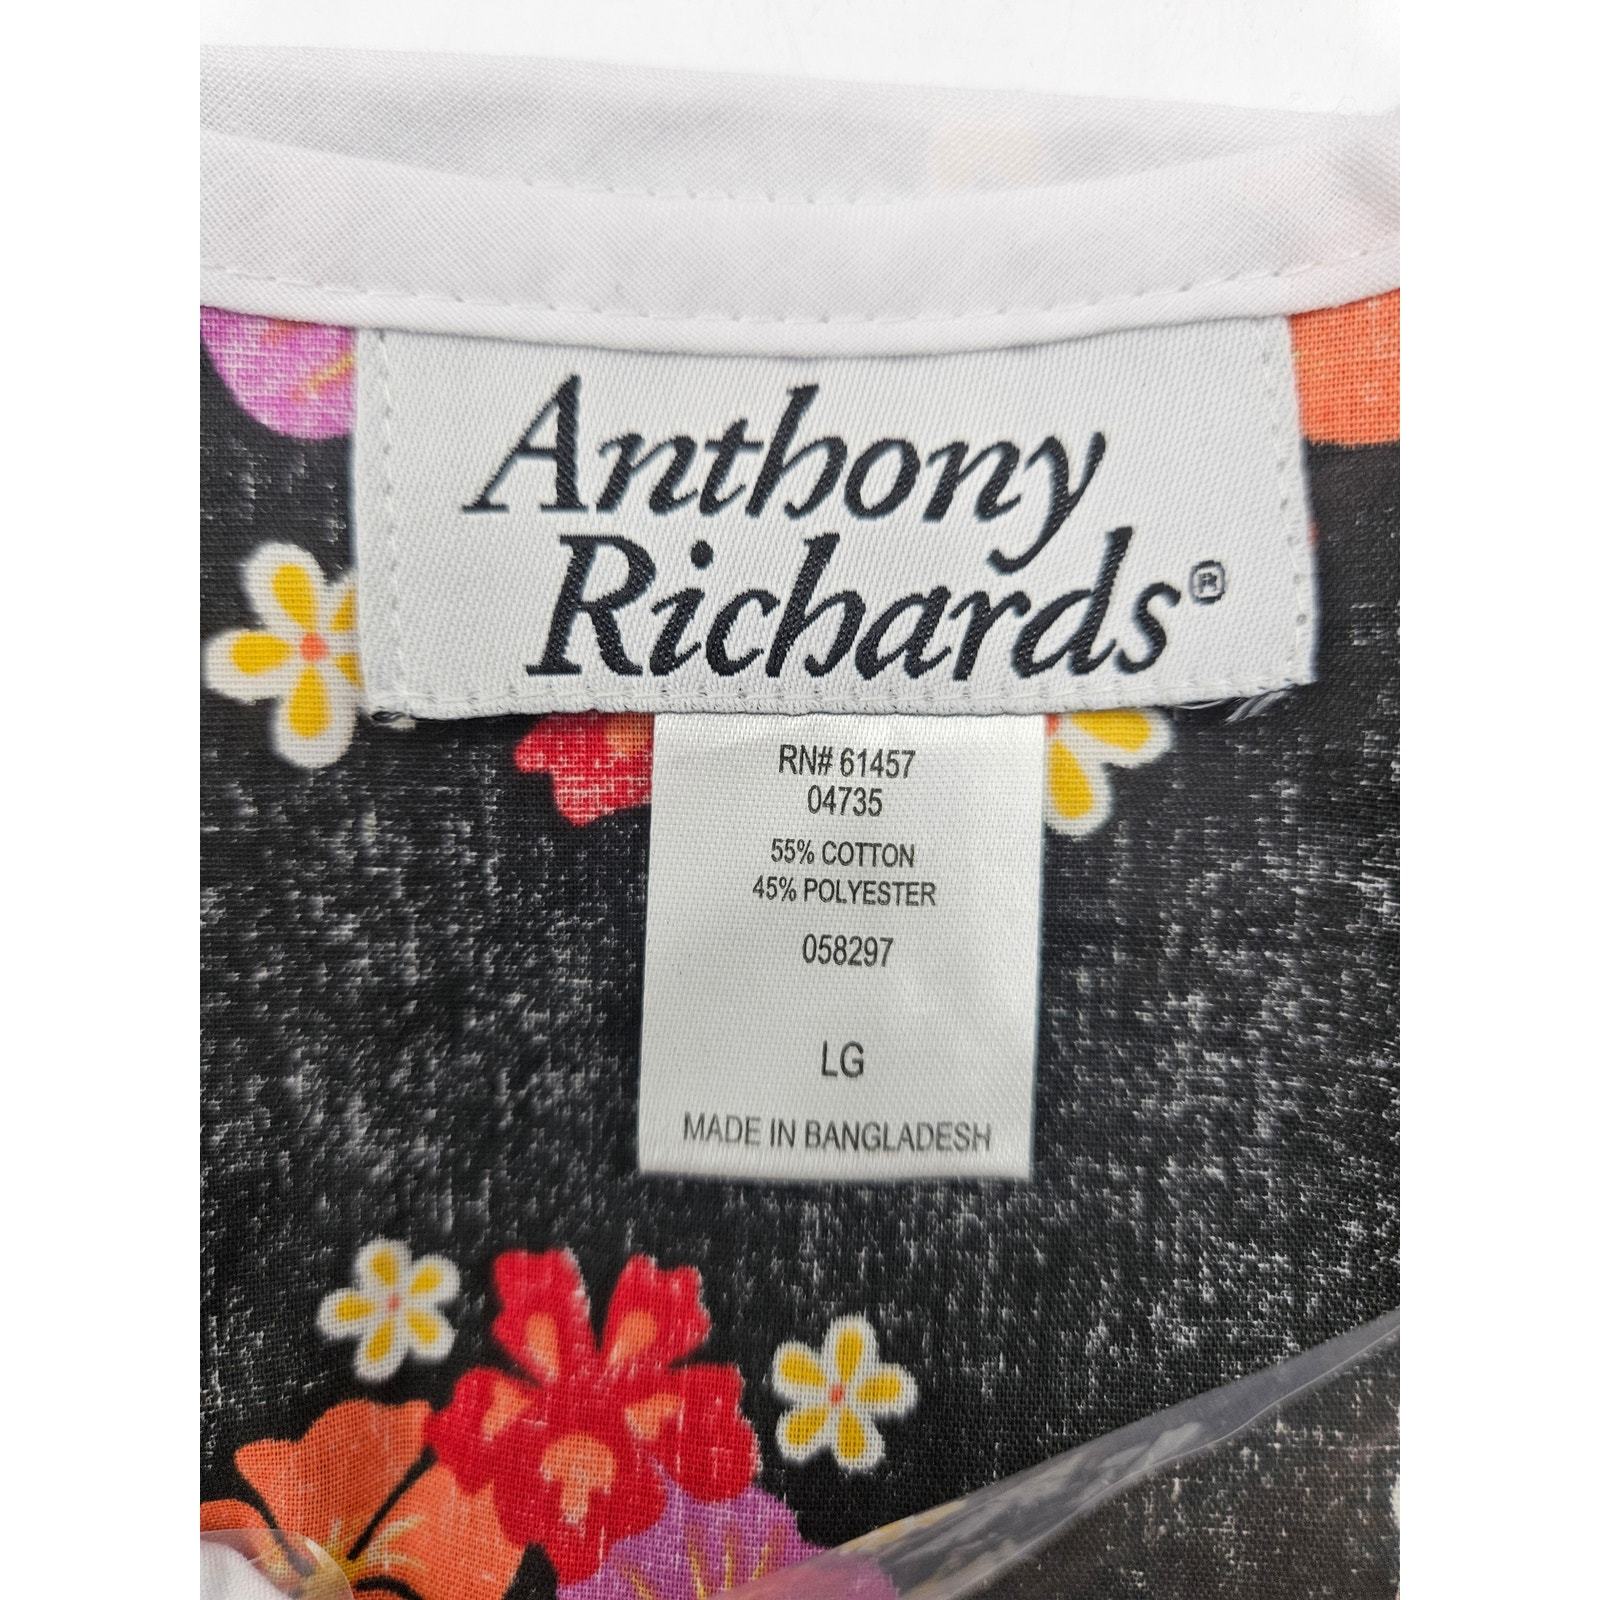 Anthony
Richards®
RN# 61457
04735
55% COTTON
45% POLYESTER
058297
LG
MADE IN BANGLADESH